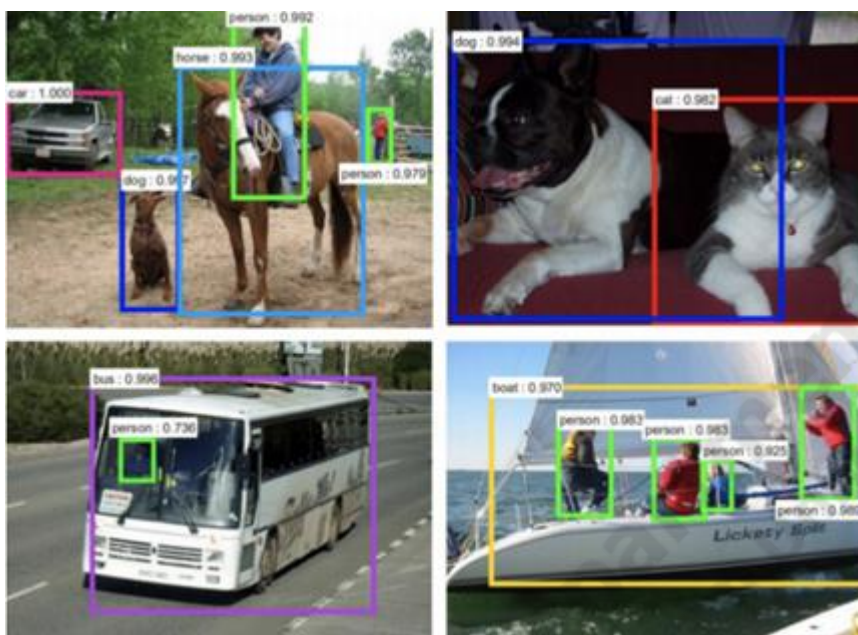 person : 0.992
horse : 0.993
car : 1.000
dog : 0.997
person : 0.979
dog : 0.994
cat : 0.982
bus : 0.996
person : 0.736
boat : 0.970
person : 0.983
person : 0.983
person : 0.925
person : 0.989
Lickety Split